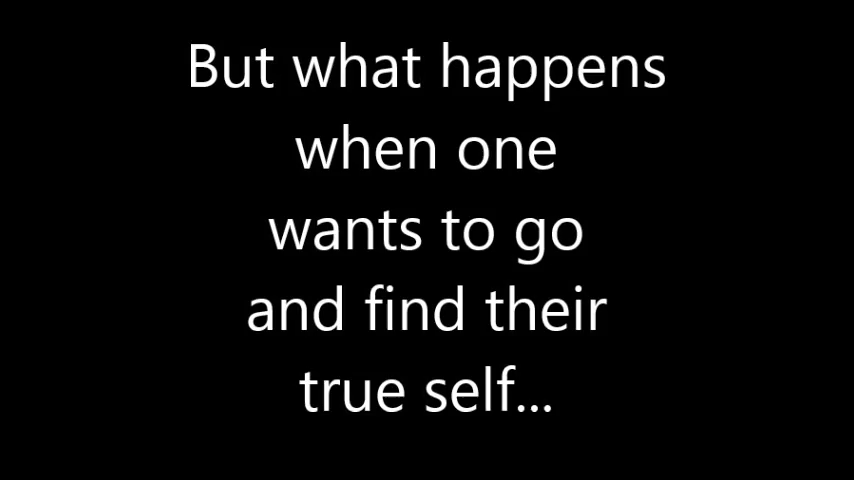 But what happens
when one
wants to go
and find their
true self...